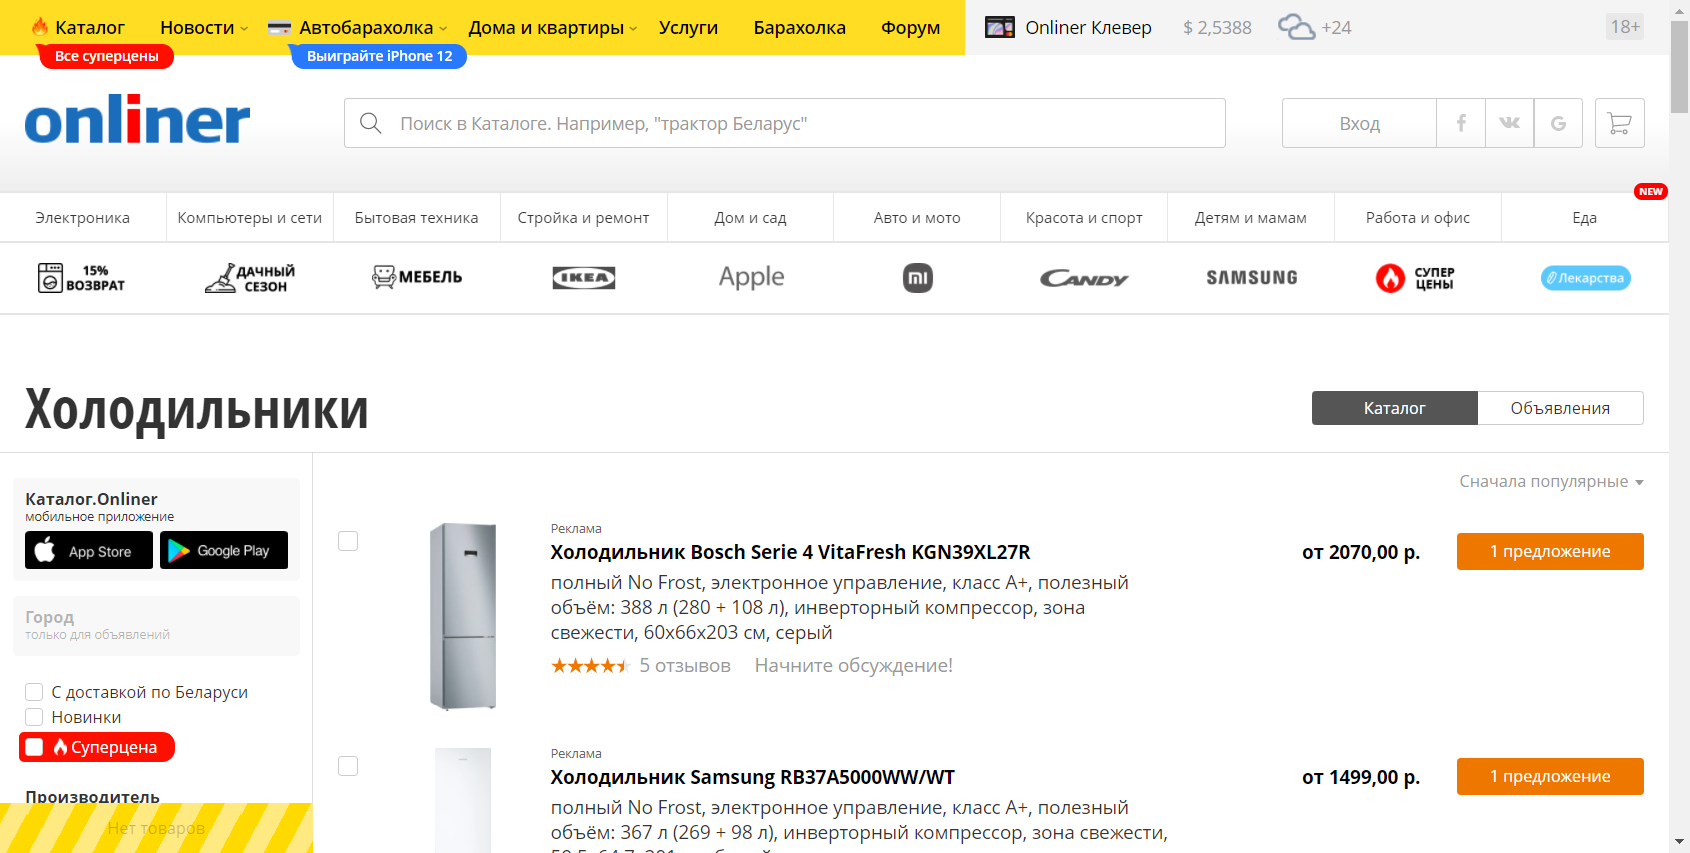 Каталог
Новости
Автобарахолка
Дома и квартиры
Услуги
Барахолка
Форум
Onliner Клевер
$ 2,5388
+24
18+
Все суперцены
Выиграйте iPhone 12
onliner
Поиск в Каталоге. Например, "трактор Беларус"
Вход
f
G
NEW
Электроника
Компьютеры и сети
Бытовая техника
Стройка и ремонт
Дом и сад
Авто и мото
Красота и спорт
Детям и мамам
Работа и офис
Еда
15%
ВОЗВРАТ
ДАЧНЫЙ
СЕЗОН
МЕБЕЛЬ
IKEA
Apple
mi
CANDY
SAMSUNG
СУПЕР
ЦЕНЫ
Лекарства
Холодильники
Каталог
Объявления
Каталог.Onliner
мобильное приложение
App Store
Google Play
Город
только для объявлений
С доставкой по Беларуси
Новинки
Суперцена
Производитель
Нет товаров
Сначала популярные
Реклама
Холодильник Bosch Serie 4 VitaFresh KGN39XL27R
полный No Frost, электронное управление, класс A+, полезный
объём: 388 л (280 + 108 л), инверторный компрессор, зона
свежести, 60x66x203 см, серый
5 отзывов
Начните обсуждение!
от 2070,00 р.
1 предложение
Реклама
Холодильник Samsung RB37A5000WW/WT
полный No Frost, электронное управление, класс A+, полезный
объём: 367 л (269 + 98 л), инверторный компрессор, зона свежести,
от 1499,00 р.
1 предложение